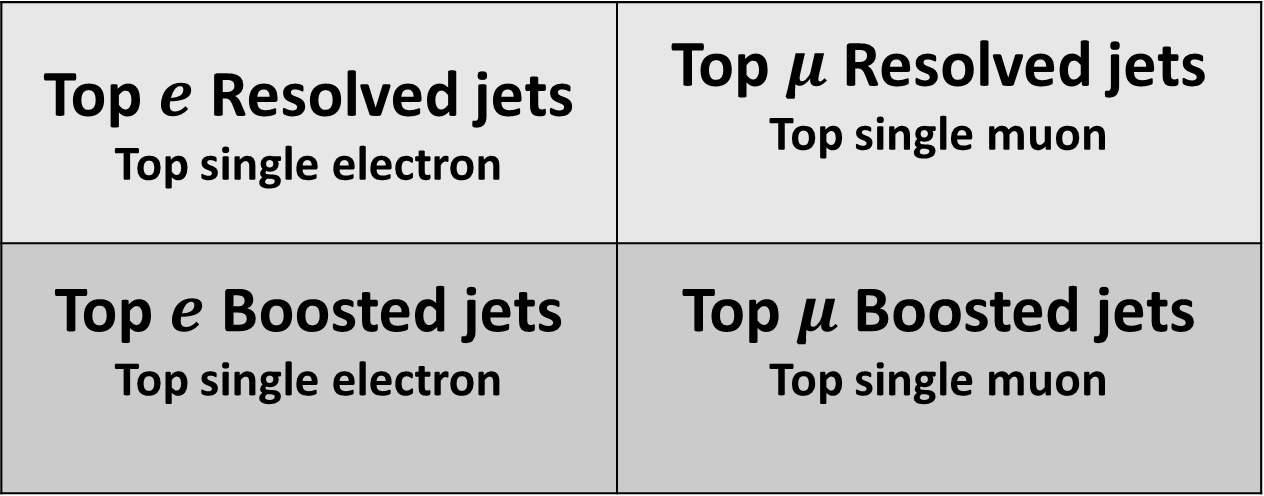 Top e Resolved jets
Top single electron
Top μ Resolved jets
Top single muon
Top e Boosted jets
Top single electron
Top μ Boosted jets
Top single muon